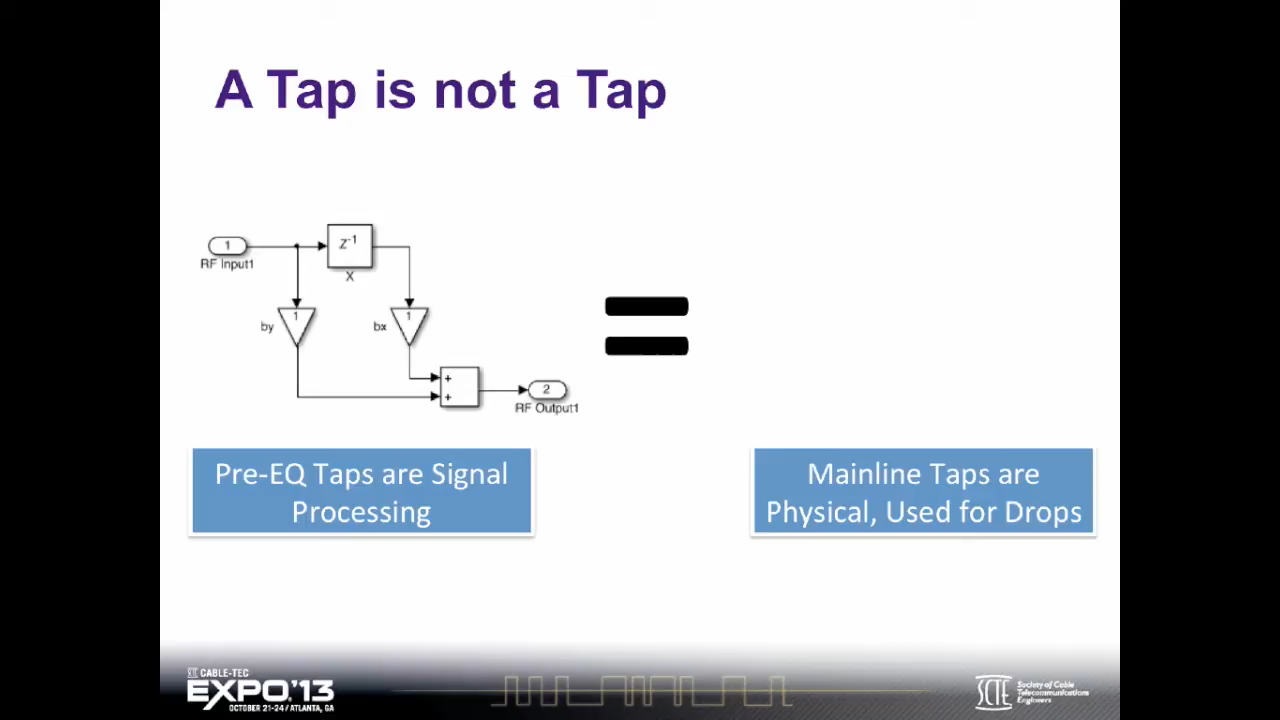 A Tap is not a Tap
1
RF Input1
Z-1
X
by
1
bx
1
+
+
2
RF Output1
Pre-EQ Taps are Signal
Processing
Mainline Taps are
Physical, Used for Drops
SCTE CABLE-TEC
EXPO.'13
OCTOBER 21-24 / ATLANTA, GA
SCTE
Society of Cable
Telecommunications
Engineers